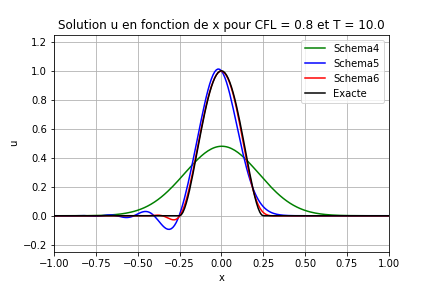 Solution u en fonction de x pour CFL = 0.8 et T = 10.0
Schema4
Schema5
Schema6
Exacte
u
1.2
1.0
0.8
0.6
0.4
0.2
0.0
−0.2
−1.00 −0.75 −0.50 −0.25 0.00 0.25 0.50 0.75 1.00
x